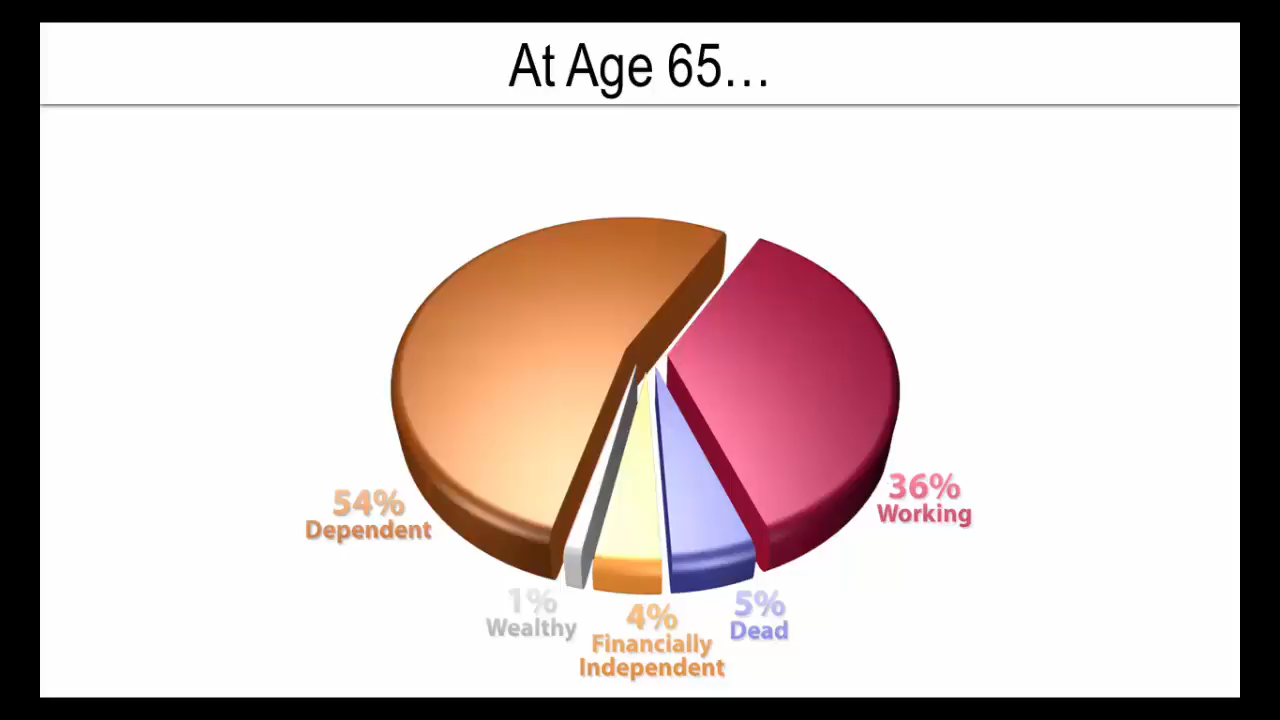 At Age 65…
54%
Dependent
36%
Working
1%
Wealthy
4%
Financially
Independent
5%
Dead